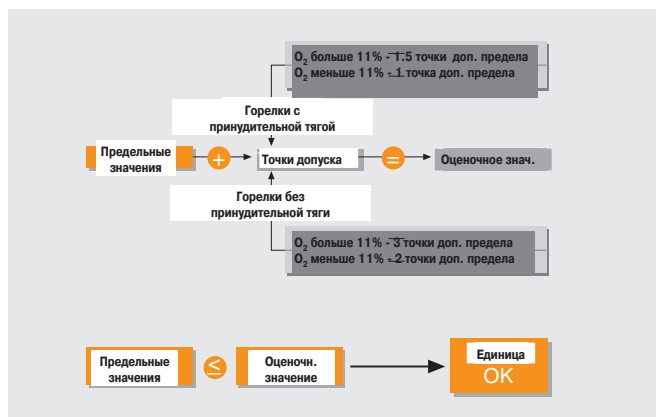 O₂ больше 11% - 1.5 точки доп. предела
O₂ меньше 11% - 1 точка доп. предела
Горелки с
принудительной тягой
Предельные
значения
+
Точки допуска
=
Оценочное знач.
Горелки без
принудительной тяги
O₂ больше 11% - 3 точки доп. предела
O₂ меньше 11% - 2 точки доп. предела
Предельные
значения
≤
Оценочн.
значение
Единица
OK